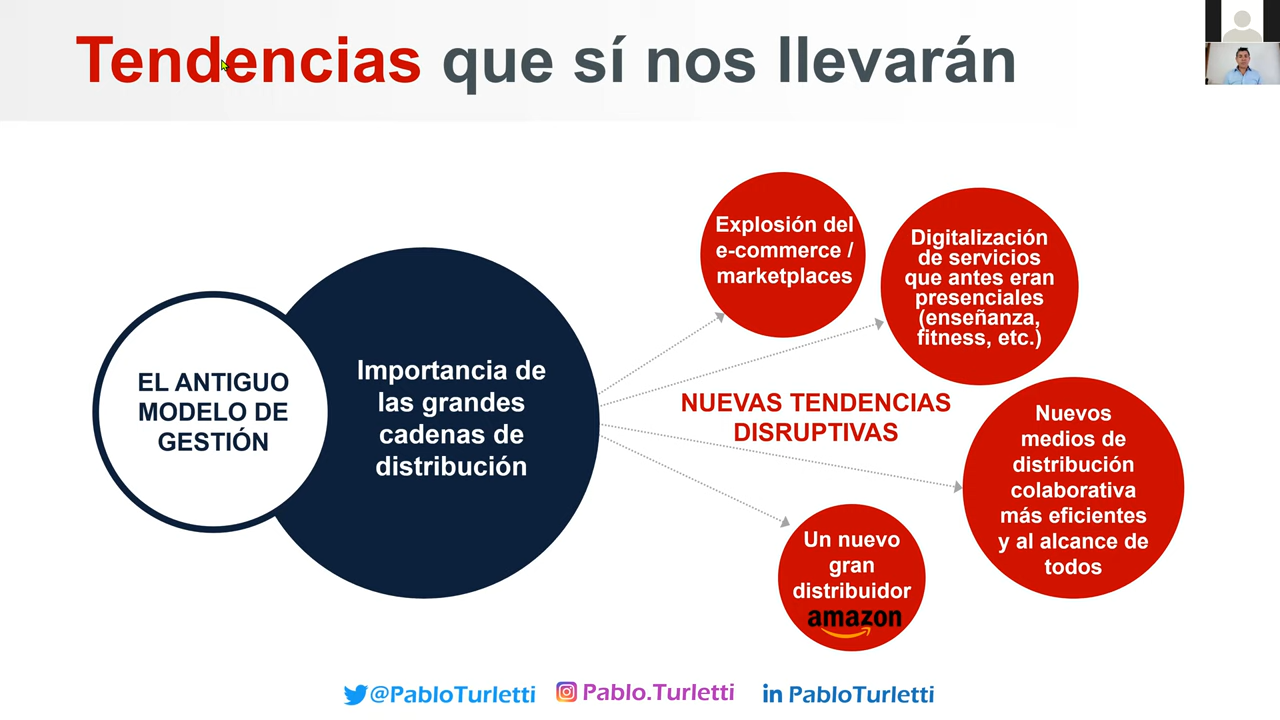 Tendencias que sí nos llevarán
EL ANTIGUO
MODELO DE
GESTIÓN
Importancia de
las grandes
cadenas de
distribución
Explosión del
e-commerce /
marketplaces
Digitalización
de servicios
que antes eran
presenciales
(enseñanza,
fitness, etc.)
NUEVAS TENDENCIAS
DISRUPTIVAS
Nuevos
medios de
distribución
colaborativa
más eficientes
y al alcance de
todos
Un nuevo
gran
distribuidor
amazon
@PabloTurletti
Pablo.Turletti
in PabloTurletti